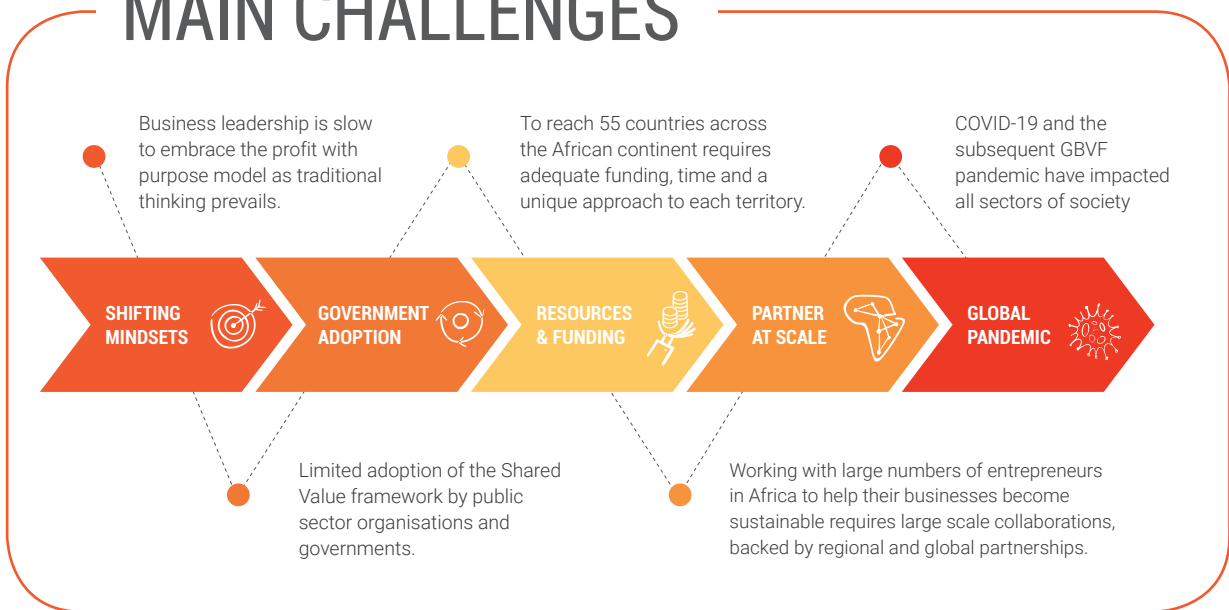 MAIN CHALLENGES
Business leadership is slow
to embrace the profit with
purpose model as traditional
thinking prevails.
To reach 55 countries across
the African continent requires
adequate funding, time and a
unique approach to each territory.
COVID-19 and the
subsequent GBVF
pandemic have impacted
all sectors of society
SHIFTING
MINDSETS
GOVERNMENT
ADOPTION
RESOURCES
& FUNDING
PARTNER
AT SCALE
GLOBAL
PANDEMIC
Limited adoption of the Shared
Value framework by public
sector organisations and
governments.
Working with large numbers of entrepreneurs
in Africa to help their businesses become
sustainable requires large scale collaborations,
backed by regional and global partnerships.